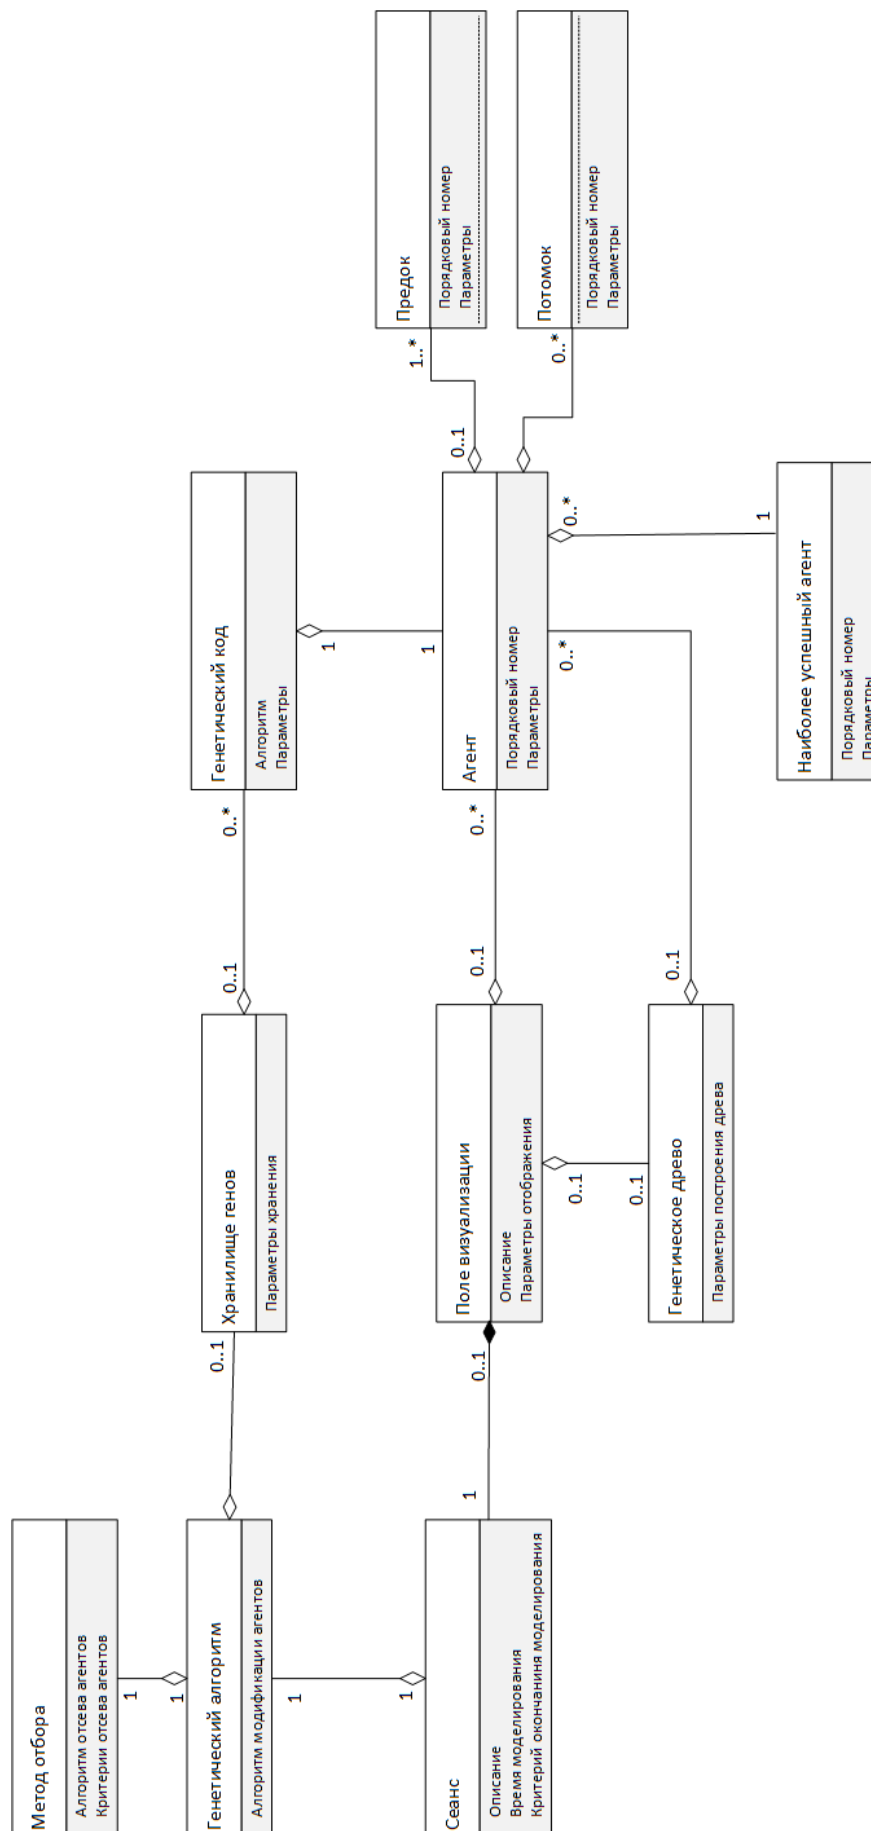 Метод отбора
Алгоритм отсева агентов
Критерии отсева агентов
1
1
Генетический алгоритм
Алгоритм модификации агентов
1
1
Сеанс
Описание
Время моделирования
Критерий окончаниня моделирования
0..1
Хранилище генов
Параметры хранения
0..1
0..*
1
0..1
Поле визуализации
Описание
Параметры отображения
0..1
0..*
0..1
0..1
Генетическое древо
Параметры построения древа
0..1
0..*
Генетический код
Алгоритм
Параметры
1
1
Агент
Порядковый номер
Параметры
0..*
1
Наиболее успешный агент
Порядковый номер
Параметры
0..1
1..*
Предок
Порядковый номер
Параметры
0..*
Потомок
Порядковый номер
Параметры